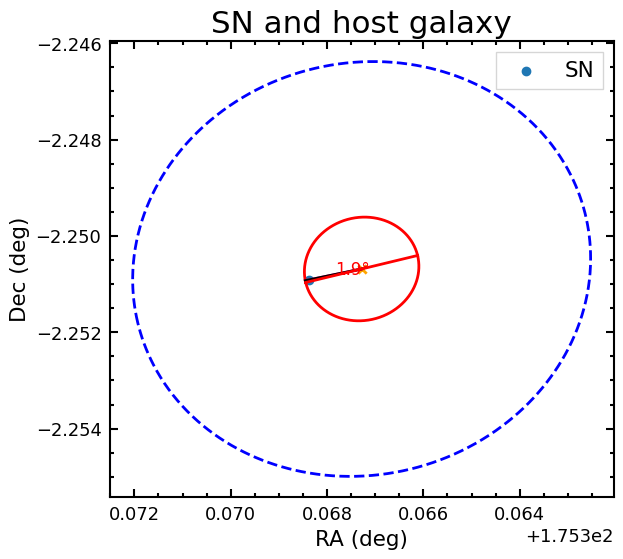 SN and host galaxy
−2.246
SN
−2.248
−2.250
1.9°
−2.252
−2.254
Dec (deg)
0.072 0.070 0.068 0.066 0.064
RA (deg)
+1.753e2